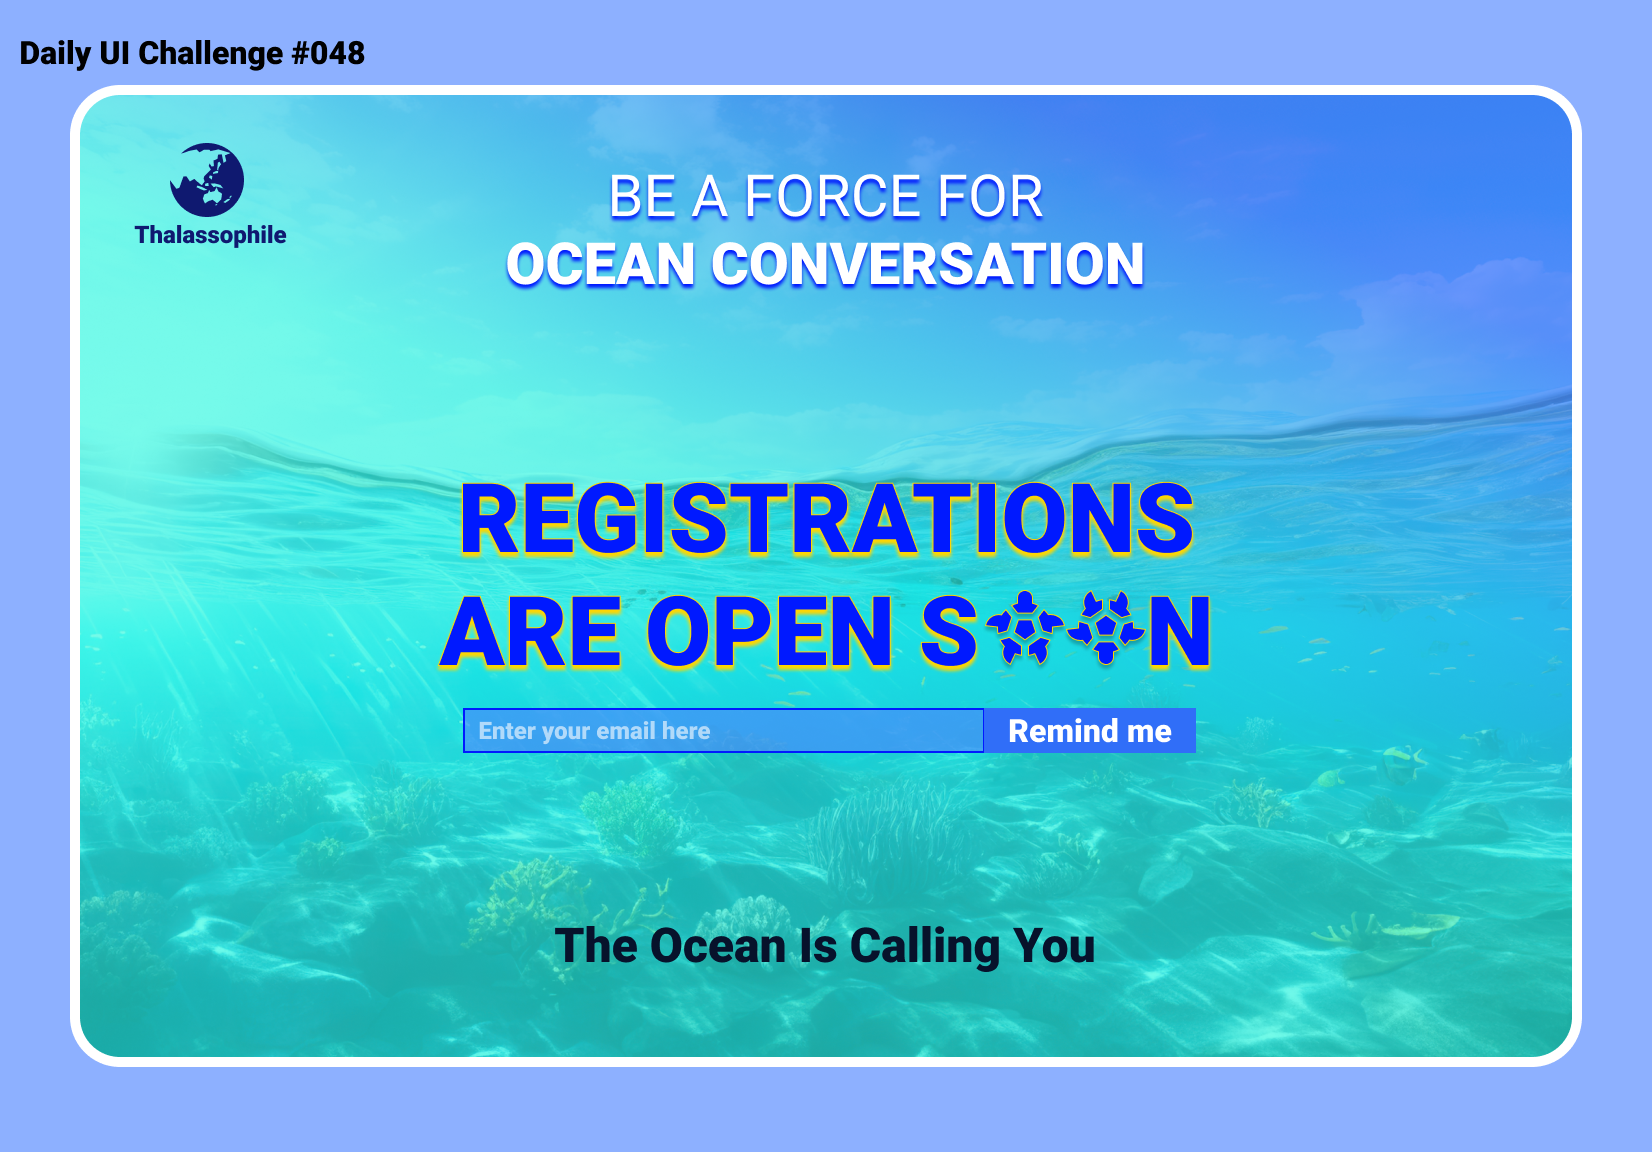 Daily UI Challenge #048
Thalassophile
BE A FORCE FOR
OCEAN CONVERSATION
REGISTRATIONS
ARE OPEN SOON
Enter your email here
Remind me
The Ocean Is Calling You